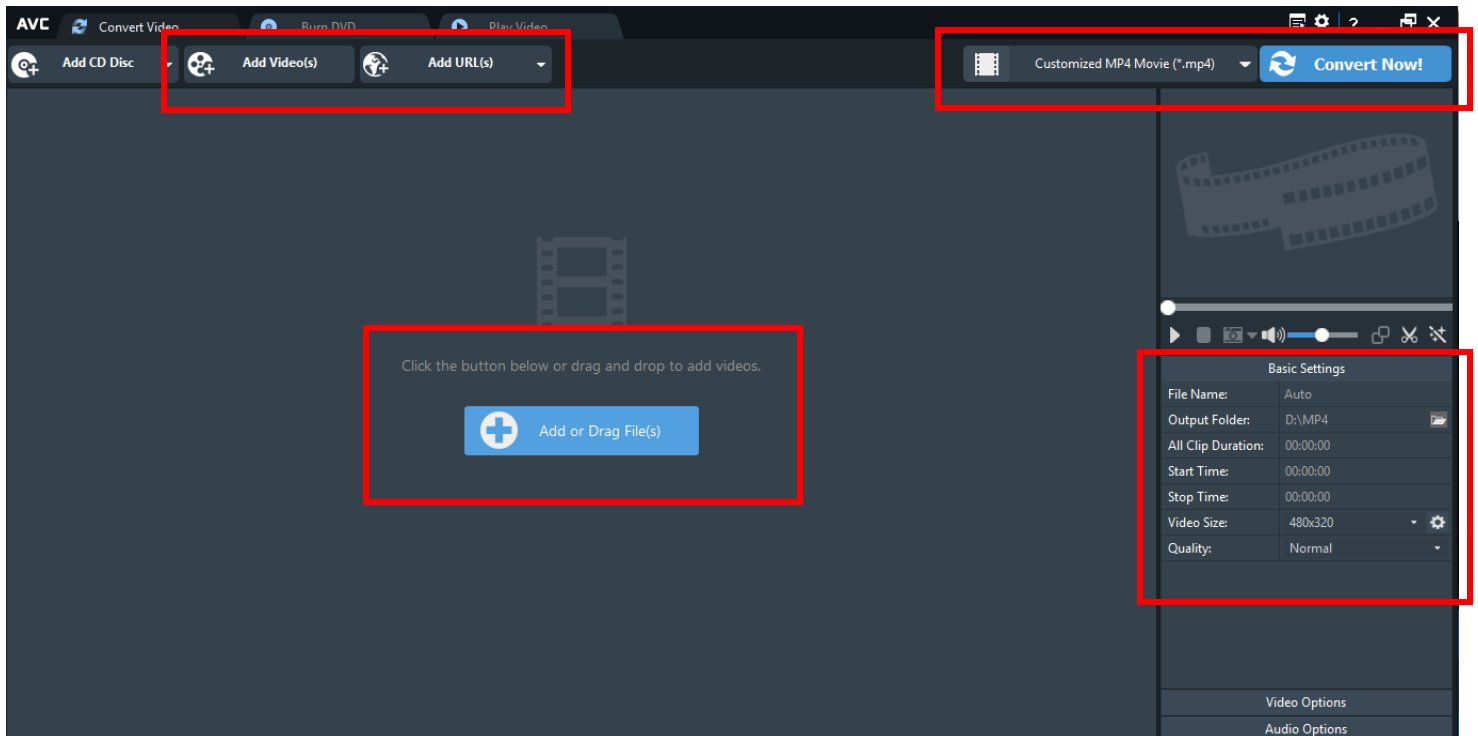 AVC Convert Video Burn DVD Play Video ?
Add CD Disc Add Video(s) Add URL(s) Customized MP4 Movie (*.mp4) Convert Now!
Click the button below or drag and drop to add videos.
Add or Drag File(s)
Basic Settings
File Name: Auto
Output Folder: D:\MP4
All Clip Duration: 00:00:00
Start Time: 00:00:00
Stop Time: 00:00:00
Video Size: 480x320
Quality: Normal
Video Options
Audio Options